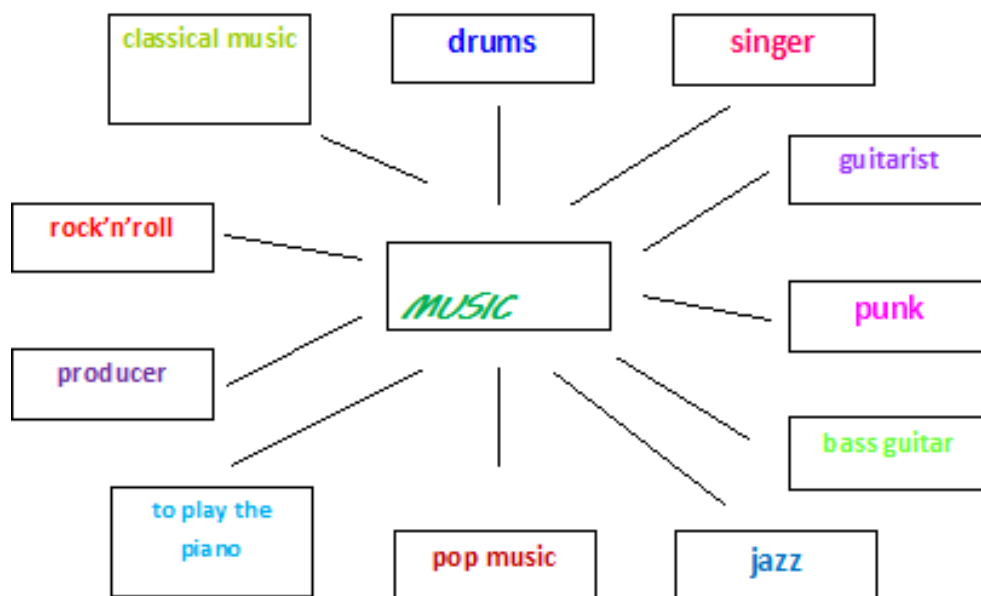 classical music
drums
singer
guitarist
rock’n’roll
MUSIC
punk
producer
bass guitar
to play the
piano
pop music
jazz